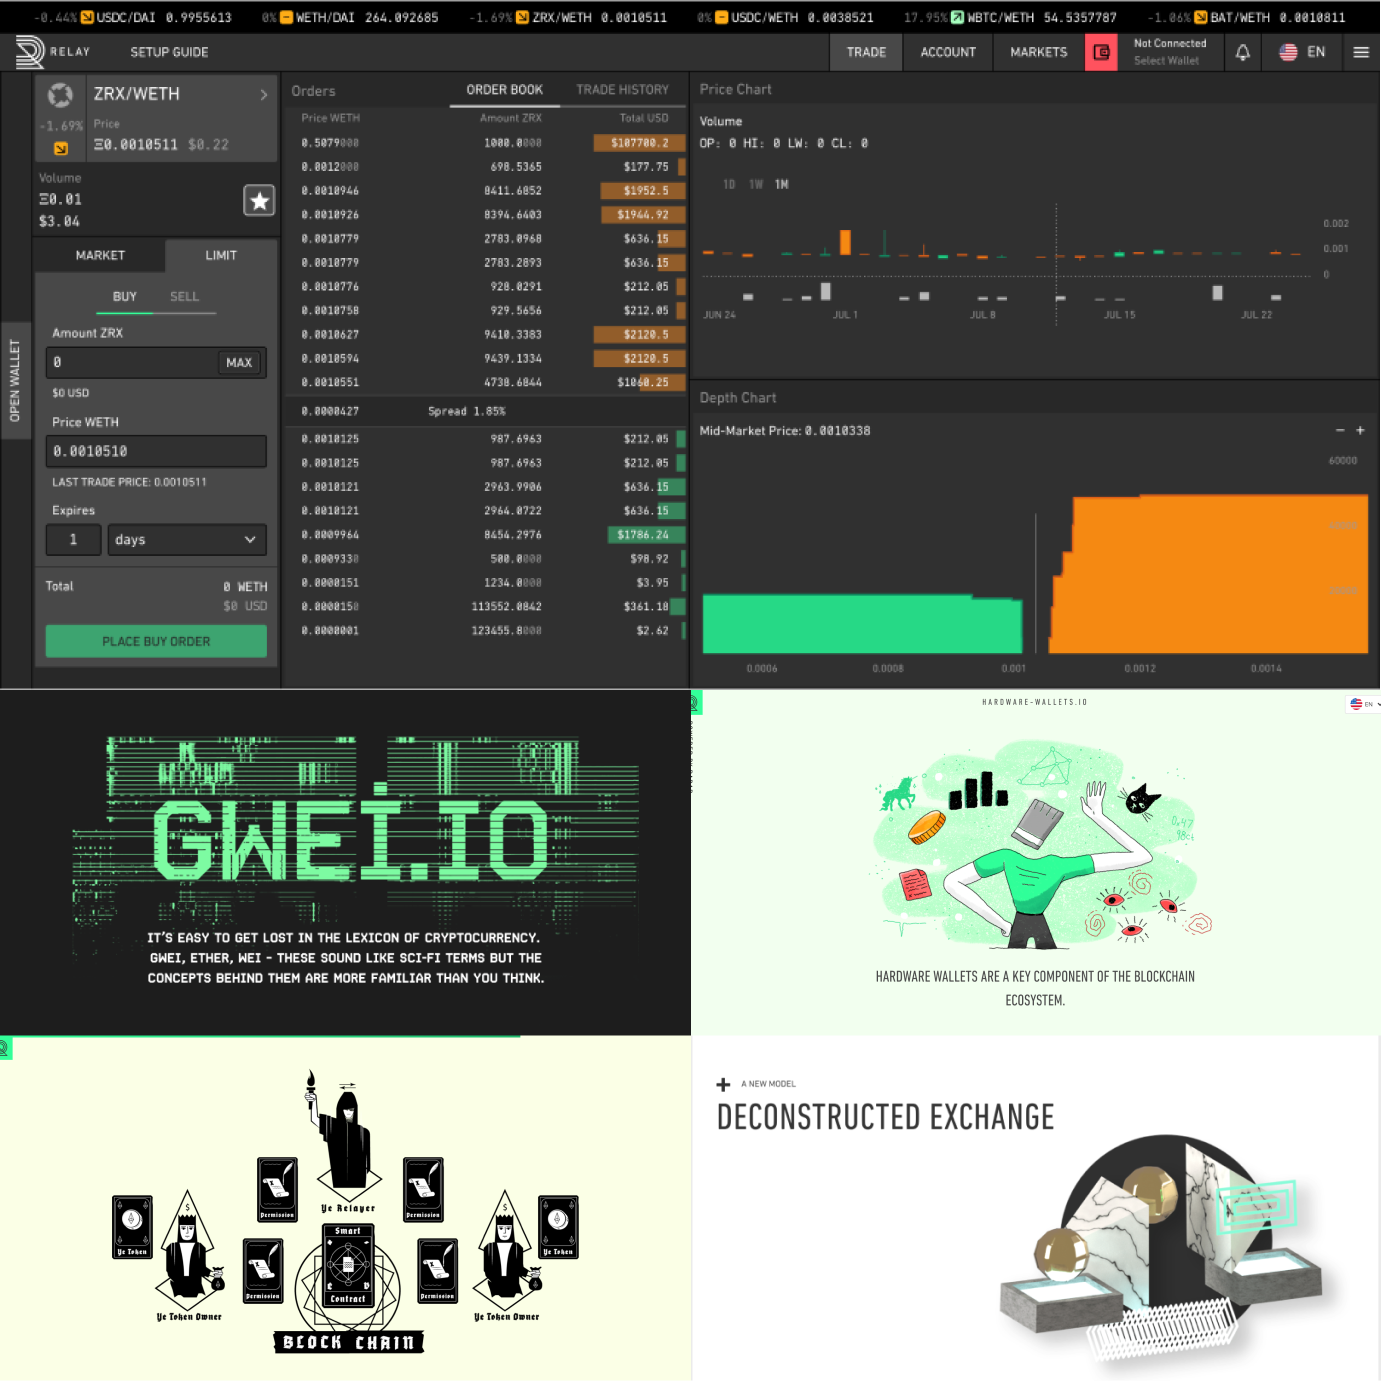 -0.44% USDC/DAI 0.9955613 0% WETH/DAI 264.092685 -1.69% ZRX/WETH 0.0010511 0% USDC/WETH 0.0038521 17.95% WBTC/WETH 54.5357787 -1.06% BAT/WETH 0.0010811
RELAY SETUP GUIDE TRADE ACCOUNT MARKETS Not Connected EN
Select Wallet
ZRX/WETH
-1.69%
Price
Ξ0.0010511 $0.22
Volume
Ξ0.01
$3.04
MARKET LIMIT
BUY SELL
Amount ZRX
0 MAX
$0 USD
Price WETH
0.0010510
LAST TRADE PRICE: 0.0010511
Expires
1 days
Total 0 WETH
$0 USD
PLACE BUY ORDER
OPEN WALLET
Orders ORDER BOOK TRADE HISTORY
Price WETH Amount ZRX Total USD
0.5079000 1000.0000 $107700.2
0.0012000 698.5365 $177.75
0.0010946 8411.6852 $1952.5
0.0010926 8394.6403 $1944.92
0.0010779 2783.0968 $636.15
0.0010779 2783.2893 $636.15
0.0010776 928.0291 $212.05
0.0010758 929.5656 $212.05
0.0010627 9410.3383 $2120.5
0.0010594 9439.1334 $2120.5
0.0010551 4738.6844 $1060.25
0.0000427 Spread 1.85%
0.0010125 987.6963 $212.05
0.0010125 987.6963 $212.05
0.0010121 2963.9906 $636.15
0.0010121 2964.0722 $636.15
0.0009964 8454.2976 $1786.24
0.0009330 500.0000 $98.92
0.0000151 1234.0000 $3.95
0.0000150 113552.0842 $361.18
0.0000001 123455.8000 $2.62
Price Chart
Volume
OP: 0 HI: 0 LW: 0 CL: 0
1D 1W 1M
0.002
0.001
0
JUN 24 JUL 1 JUL 8 JUL 15 JUL 22
Depth Chart
Mid-Market Price: 0.0010338 − +
60000
0.0006 0.0008 0.001 0.0012 0.0014
GWEI.IO
IT'S EASY TO GET LOST IN THE LEXICON OF CRYPTOCURRENCY.
GWEI, ETHER, WEI - THESE SOUND LIKE SCI-FI TERMS BUT THE
CONCEPTS BEHIND THEM ARE MORE FAMILIAR THAN YOU THINK.
HARDWARE-WALLETS.IO
EN
0.47
HARDWARE WALLETS ARE A KEY COMPONENT OF THE BLOCKCHAIN
ECOSYSTEM.
Ye Relayer
Permission
Permission
Ye Token
$
Ye Token Owner
Permission
Smart
Contract
Permission
$
Ye Token Owner
Ye Token
BLOCK CHAIN
A NEW MODEL
DECONSTRUCTED EXCHANGE